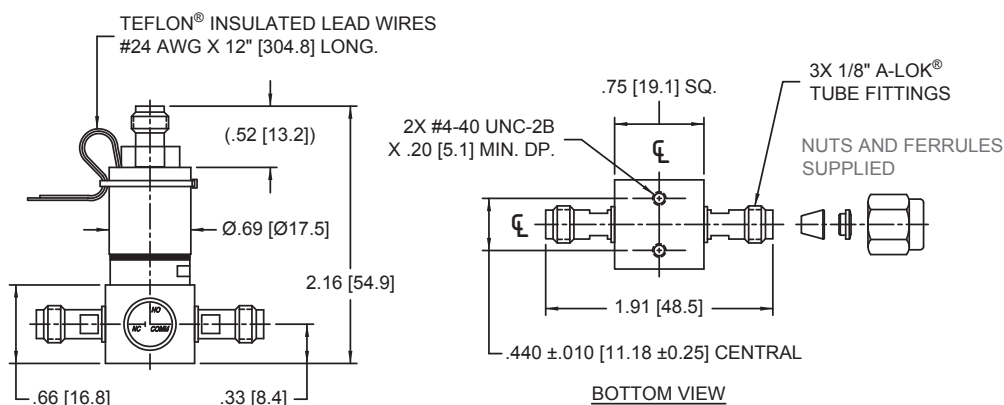 TEFLON® INSULATED LEAD WIRES
#24 AWG X 12" [304.8] LONG.
(.52 [13.2])
Ø.69 [Ø17.5]
2.16 [54.9]
NO
NC COMM
.66 [16.8]
.33 [8.4]
.75 [19.1] SQ.
3X 1/8" A-LOK®
TUBE FITTINGS
2X #4-40 UNC-2B
X .20 [5.1] MIN. DP.
℄
NUTS AND FERRULES
SUPPLIED
℄
1.91 [48.5]
.440 ±.010 [11.18 ±0.25] CENTRAL
BOTTOM VIEW